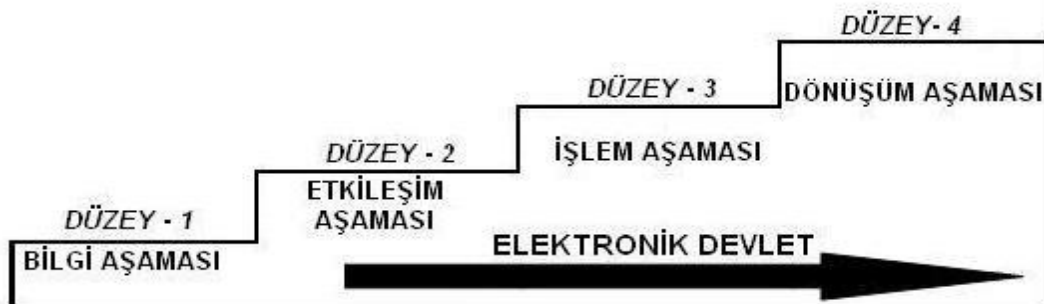 DÜZEY - 1
BİLGİ AŞAMASI
DÜZEY - 2
ETKİLEŞİM
AŞAMASI
DÜZEY - 3
İŞLEM AŞAMASI
DÜZEY- 4
DÖNÜŞÜM AŞAMASI
ELEKTRONİK DEVLET